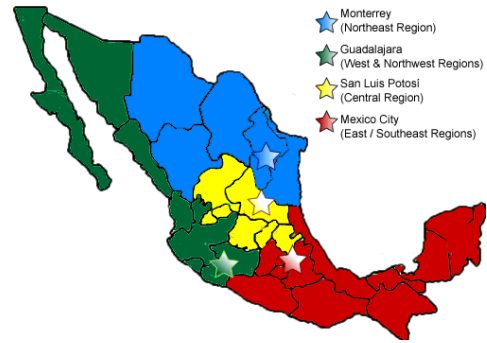 Monterrey
(Northeast Region)
Guadalajara
(West & Northwest Regions)
San Luis Potosí
(Central Region)
Mexico City
(East / Southeast Regions)